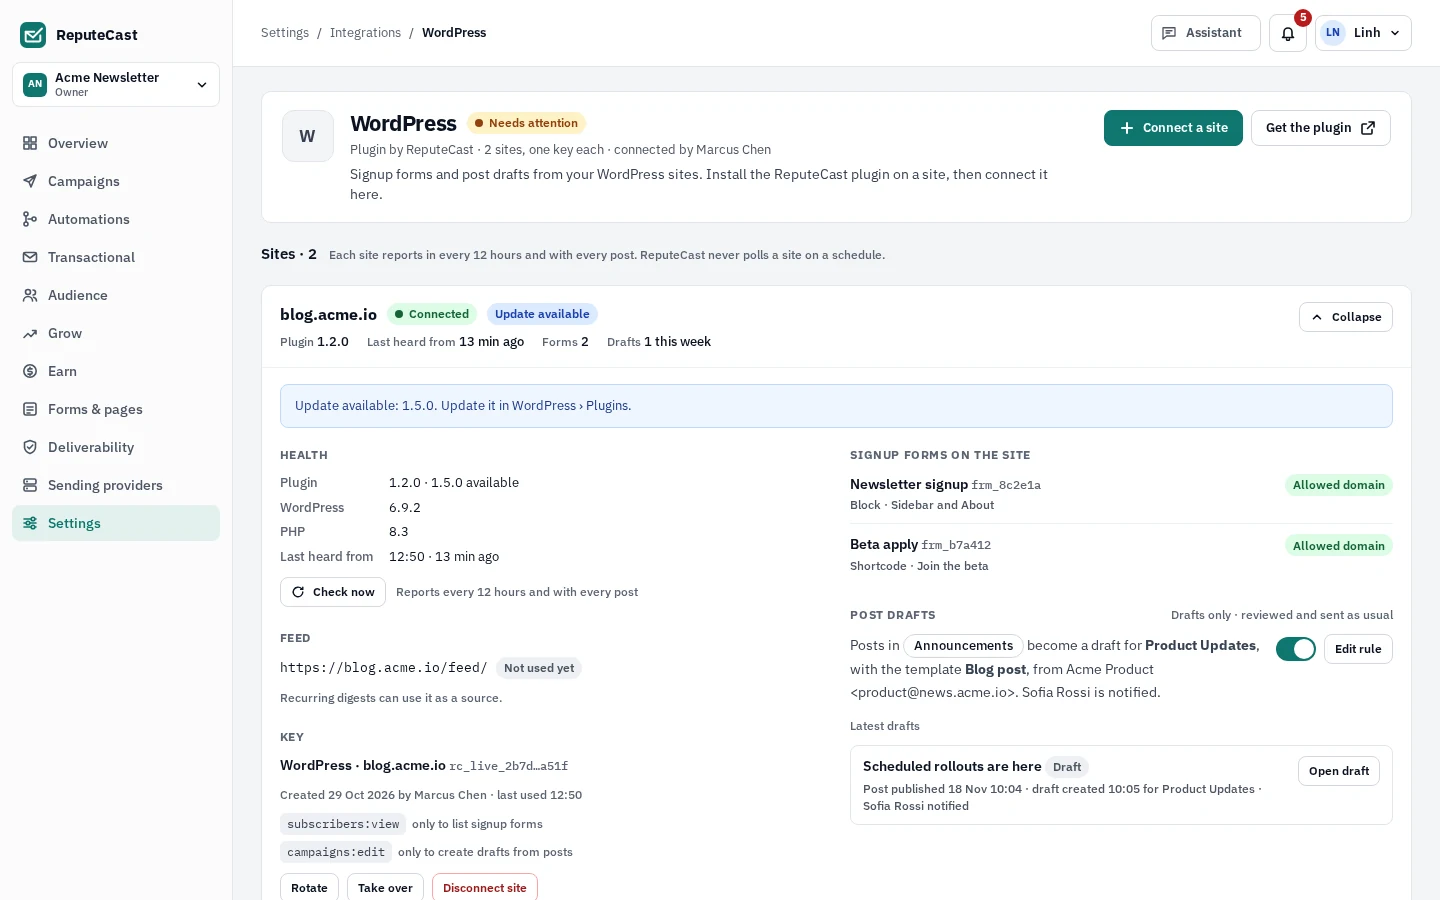 ReputeCast
AN
Acme Newsletter
Owner
Overview
Campaigns
Automations
Transactional
Audience
Grow
Earn
Forms & pages
Deliverability
Sending providers
Settings
Settings / Integrations / WordPress
Assistant
5
LN Linh
W
WordPress Needs attention
Plugin by ReputeCast · 2 sites, one key each · connected by Marcus Chen
Signup forms and post drafts from your WordPress sites. Install the ReputeCast plugin on a site, then connect it
here.
Connect a site
Get the plugin
Sites · 2 Each site reports in every 12 hours and with every post. ReputeCast never polls a site on a schedule.
blog.acme.io Connected Update available
Plugin 1.2.0 Last heard from 13 min ago Forms 2 Drafts 1 this week
Collapse
Update available: 1.5.0. Update it in WordPress › Plugins.
HEALTH
Plugin 1.2.0 · 1.5.0 available
WordPress 6.9.2
PHP 8.3
Last heard from 12:50 · 13 min ago
Check now Reports every 12 hours and with every post
FEED
https://blog.acme.io/feed/ Not used yet
Recurring digests can use it as a source.
KEY
WordPress · blog.acme.io rc_live_2b7d…a51f
Created 29 Oct 2026 by Marcus Chen · last used 12:50
subscribers:view only to list signup forms
campaigns:edit only to create drafts from posts
Rotate Take over Disconnect site
SIGNUP FORMS ON THE SITE
Newsletter signup frm_8c2e1a Allowed domain
Block · Sidebar and About
Beta apply frm_b7a412 Allowed domain
Shortcode · Join the beta
POST DRAFTS Drafts only · reviewed and sent as usual
Posts in Announcements become a draft for Product Updates,
with the template Blog post, from Acme Product
<product@news.acme.io>. Sofia Rossi is notified.
Edit rule
Latest drafts
Scheduled rollouts are here Draft
Post published 18 Nov 10:04 · draft created 10:05 for Product Updates ·
Sofia Rossi notified
Open draft